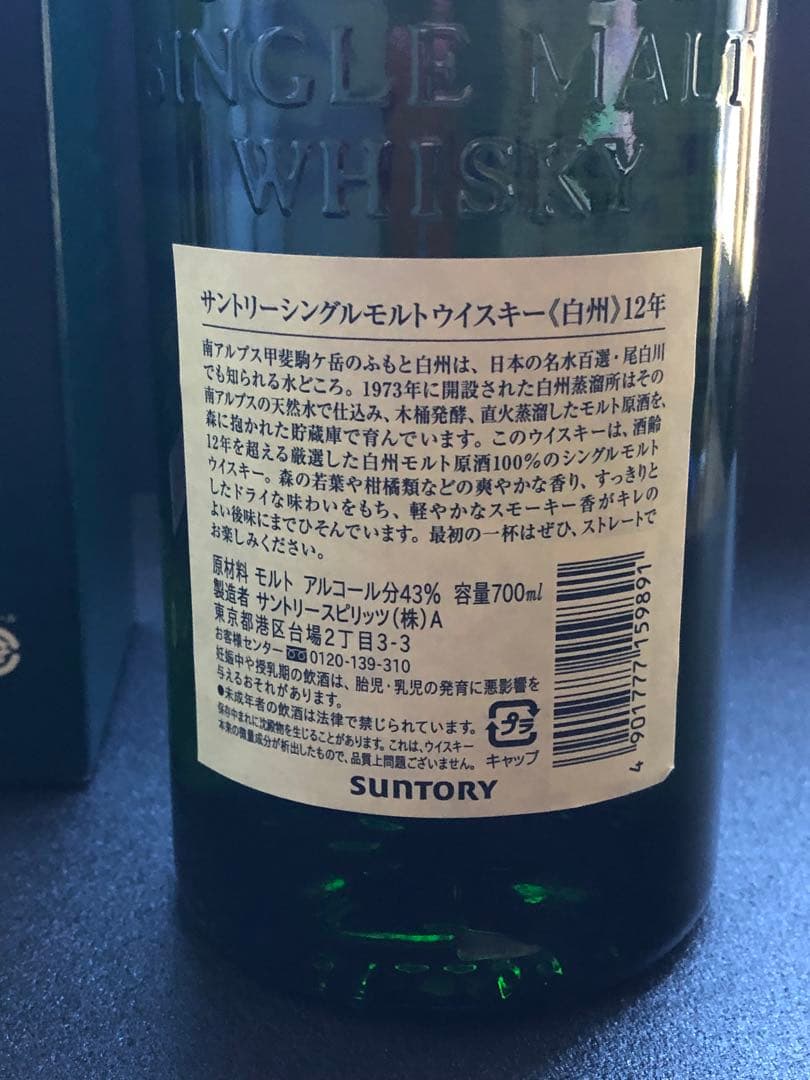 SINGLE MALT
WHISKY
サントリーシングルモルトウイスキー《白州》12年
南アルプス甲斐駒ケ岳のふもと白州は、日本の名水百選・尾白川
でも知られる水どころ。1973年に開設された白州蒸溜所はその
南アルプスの天然水で仕込み、木桶発酵、直火蒸溜したモルト原酒を、
森に抱かれた貯蔵庫で育んでいます。このウイスキーは、酒齢
12年を超える厳選した白州モルト原酒100%のシングルモルト
ウイスキー。森の若葉や柑橘類などの爽やかな香り、すっきりと
したドライな味わいをもち、軽やかなスモーキー香がキレの
よい後味にまでひそんでいます。最初の一杯はぜひ、ストレートで
お楽しみください。
原材料 モルト アルコール分43% 容量700ml
製造者 サントリースピリッツ(株)A
東京都港区台場2丁目3-3
お客様センター 0120-139-310
妊娠中や授乳期の飲酒は、胎児・乳児の発育に悪影響を
与えるおそれがあります。
●未成年者の飲酒は法律で禁じられています。
保存中まれに沈殿物を生じることがあります。これは、ウイスキー
本来の微量成分が析出したもので、品質上問題ございません。
プラ
キャップ
4 901777 159891
SUNTORY